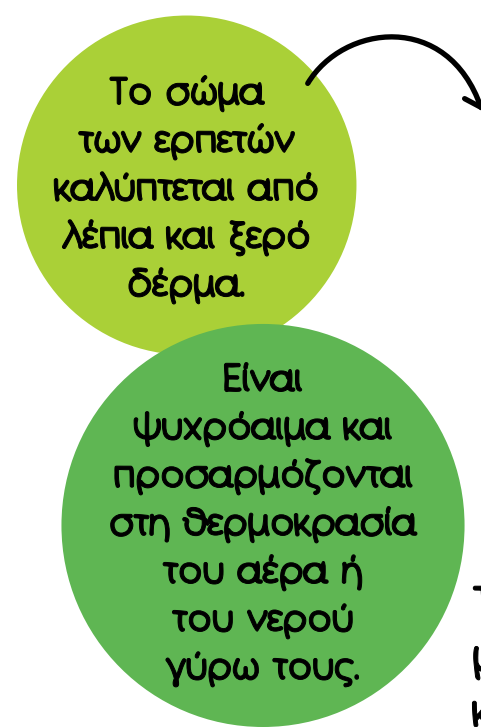 Το σώμα
των ερπετών
καλύπτεται από
λέπια και ξερό
δέρμα.
Είναι
ψυχρόαιμα και
προσαρμόζονται
στη θερμοκρασία
του αέρα ή
του νερού
γύρω τους.